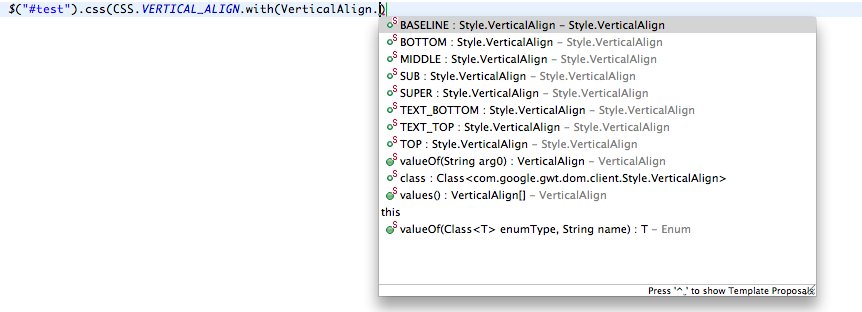 $("#test").css(CSS.VERTICAL_ALIGN.with(VerticalAlign.)
BASELINE : Style.VerticalAlign – Style.VerticalAlign
BOTTOM : Style.VerticalAlign – Style.VerticalAlign
MIDDLE : Style.VerticalAlign – Style.VerticalAlign
SUB : Style.VerticalAlign – Style.VerticalAlign
SUPER : Style.VerticalAlign – Style.VerticalAlign
TEXT_BOTTOM : Style.VerticalAlign – Style.VerticalAlign
TEXT_TOP : Style.VerticalAlign – Style.VerticalAlign
TOP : Style.VerticalAlign – Style.VerticalAlign
valueOf(String arg0) : VerticalAlign – VerticalAlign
class : Class<com.google.gwt.dom.client.Style.VerticalAlign>
values() : VerticalAlign[] – VerticalAlign
this
valueOf(Class<T> enumType, String name) : T – Enum
Press '^␣' to show Template Proposals